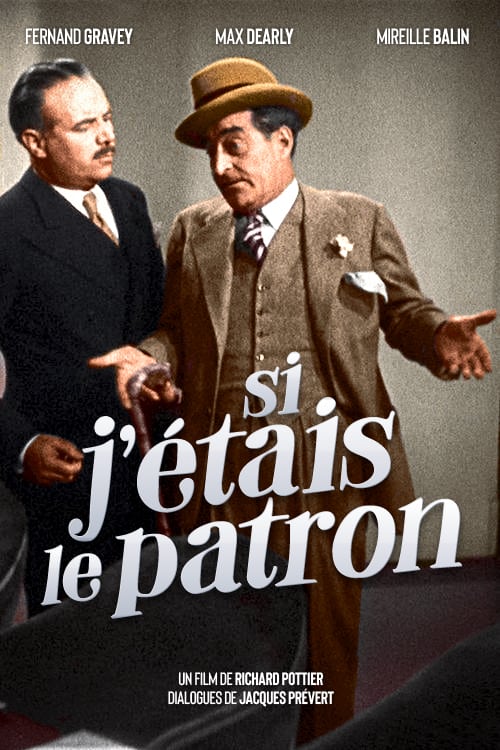 FERNAND GRAVEY MAX DEARLY MIREILLE BALIN
si
j'étais
le patron
UN FILM DE RICHARD POTTIER
DIALOGUES DE JACQUES PRÉVERT